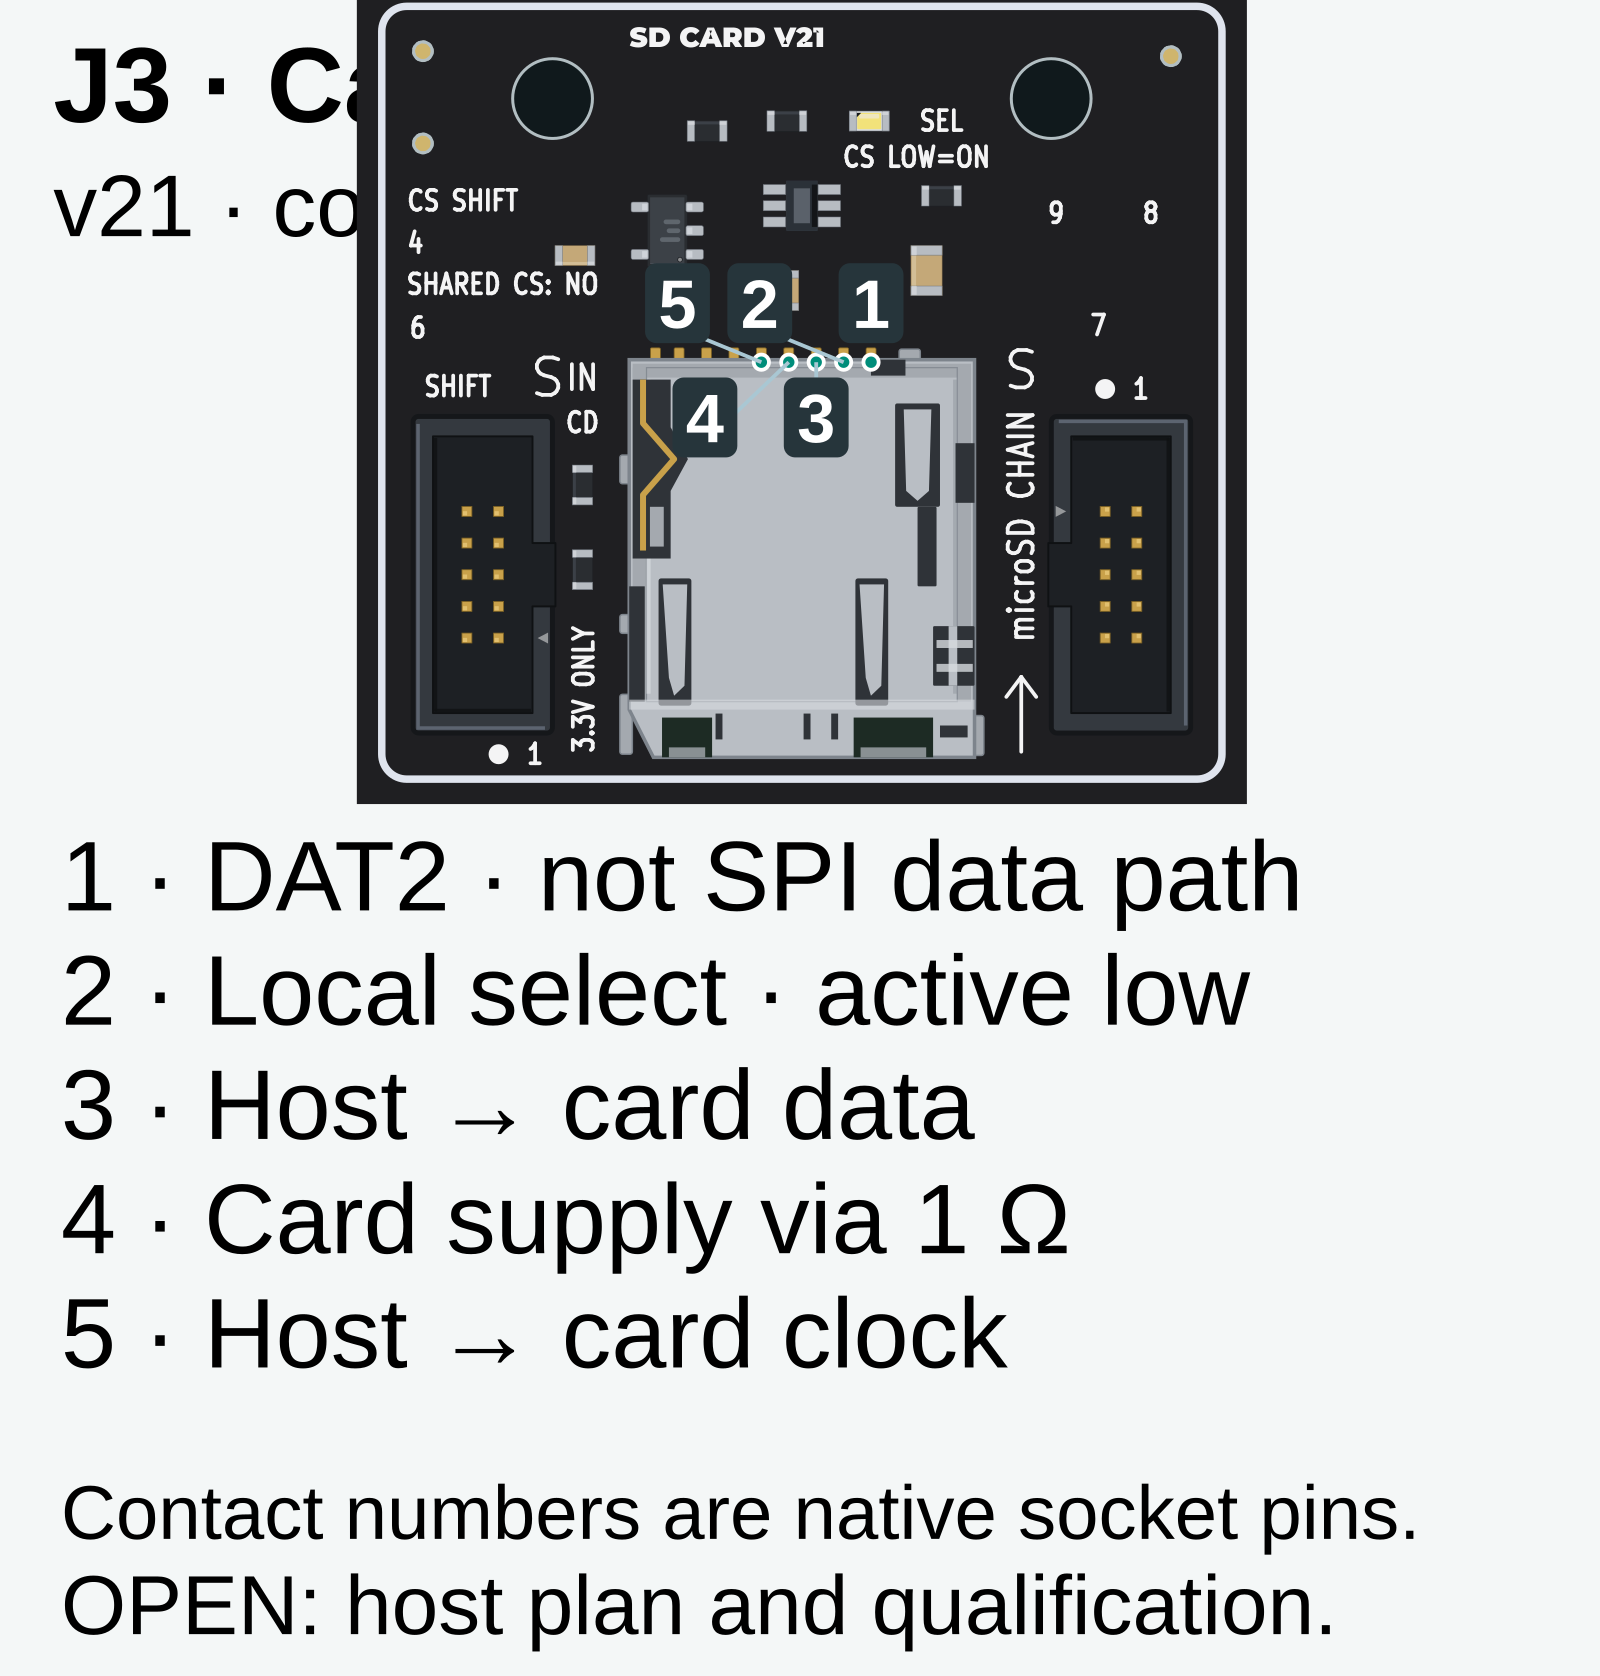 SD CARD V21
J3 · Ca
SEL
CS LOW=ON
v21 · co
CS SHIFT
4
SHARED CS: NO
6
9 8
7
5 2 1
4 3
SHIFT
S IN
CD
S
1
microSD CHAIN
3.3V ONLY
1
1 · DAT2 · not SPI data path
2 · Local select · active low
3 · Host → card data
4 · Card supply via 1 Ω
5 · Host → card clock
Contact numbers are native socket pins.
OPEN: host plan and qualification.